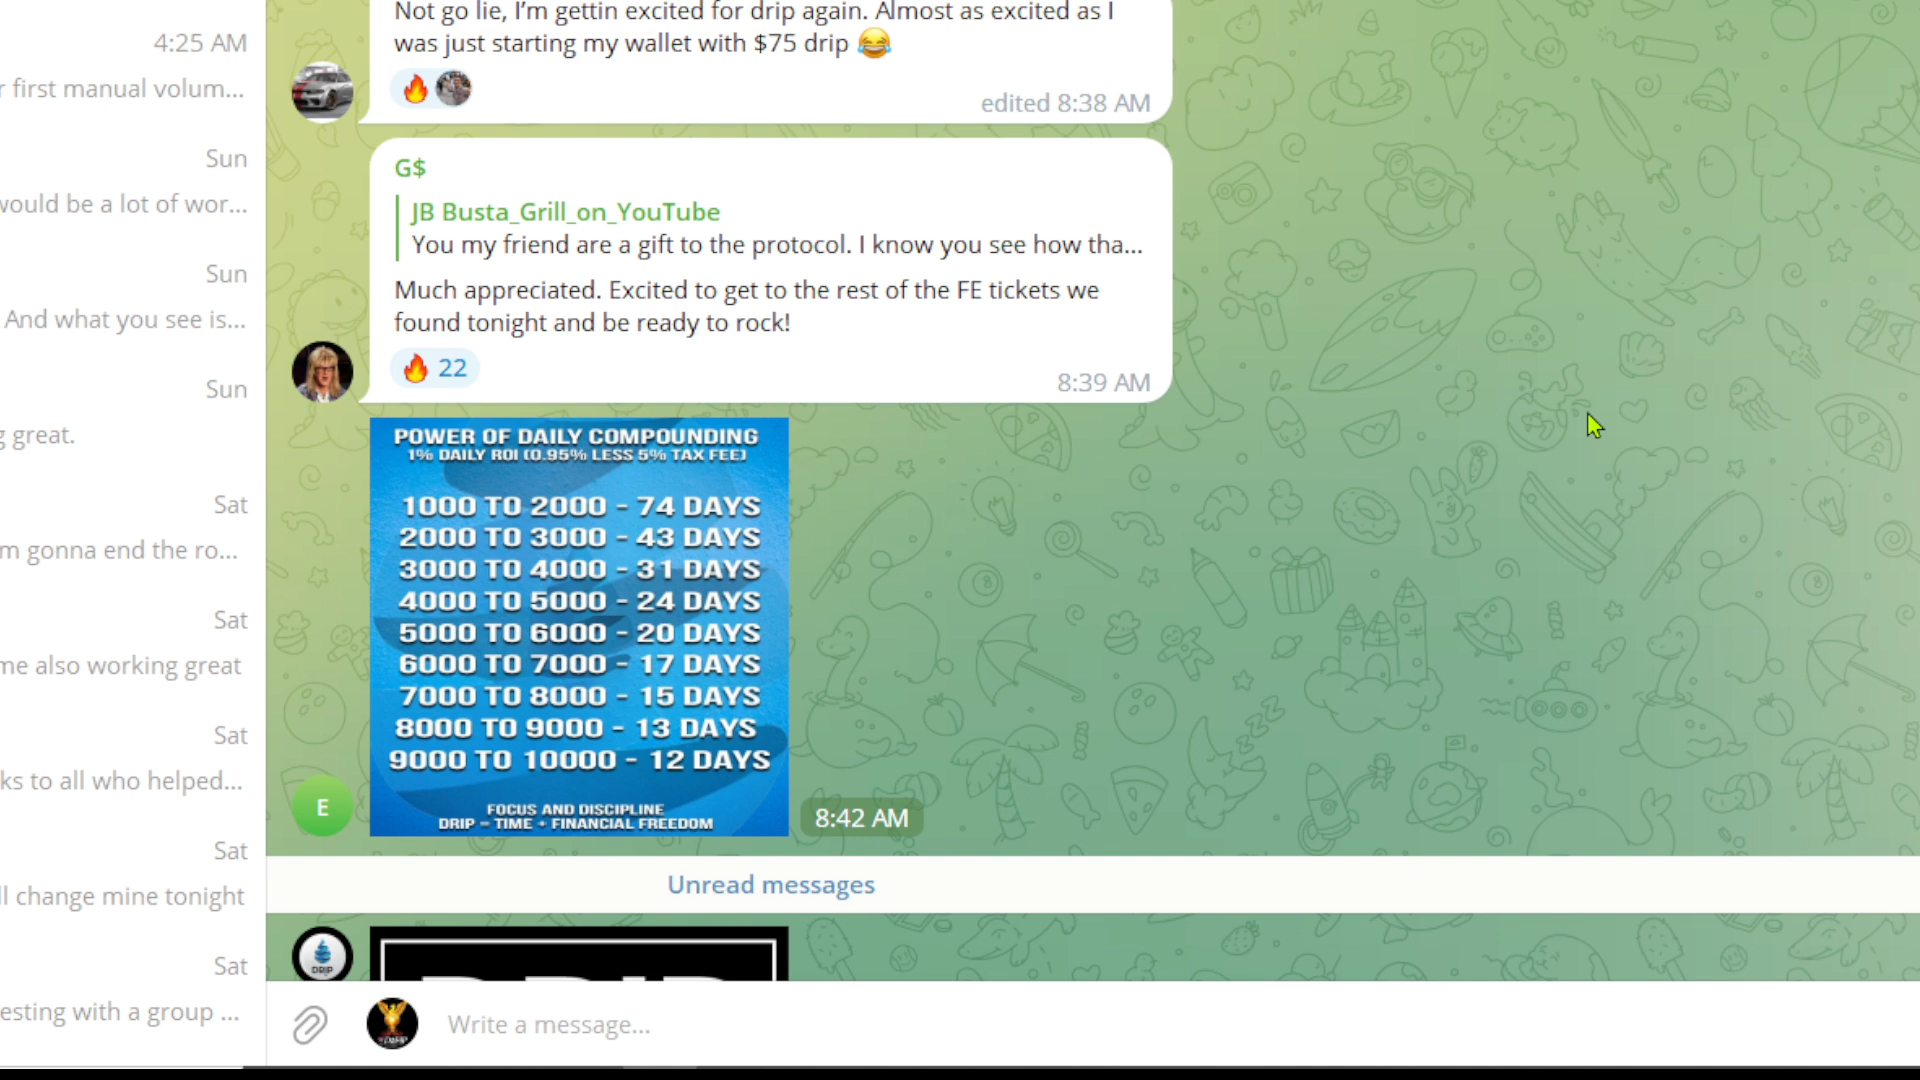 4:25 AM
r first manual volum...
Sun
would be a lot of wor...
Sun
And what you see is...
Sun
g great.
Sat
m gonna end the ro...
Sat
me also working great
Sat
ks to all who helped...
Sat
ll change mine tonight
Sat
esting with a group ...
Not go lie, I'm gettin excited for drip again. Almost as excited as I
was just starting my wallet with $75 drip 😂
🔥
edited 8:38 AM
G$
JB Busta_Grill_on_YouTube
You my friend are a gift to the protocol. I know you see how tha...
Much appreciated. Excited to get to the rest of the FE tickets we
found tonight and be ready to rock!
🔥 22
8:39 AM
POWER OF DAILY COMPOUNDING
1% DAILY ROI (0.95% LESS 5% TAX FEE)
1000 TO 2000 - 74 DAYS
2000 TO 3000 - 43 DAYS
3000 TO 4000 - 31 DAYS
4000 TO 5000 - 24 DAYS
5000 TO 6000 - 20 DAYS
6000 TO 7000 - 17 DAYS
7000 TO 8000 - 15 DAYS
8000 TO 9000 - 13 DAYS
9000 TO 10000 - 12 DAYS
FOCUS AND DISCIPLINE
DRIP - TIME + FINANCIAL FREEDOM
E
8:42 AM
Unread messages
DRIP
Write a message...